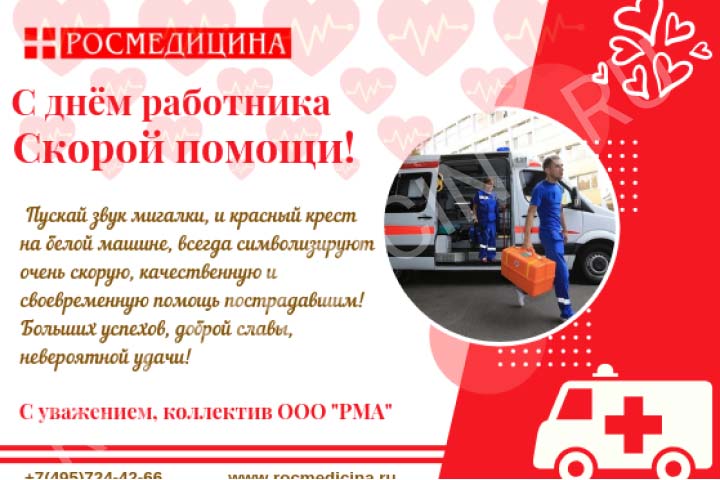 РОСМЕДИЦИНА
С днём работника
Скорой помощи!
Пускай звук мигалки, и красный крест
на белой машине, всегда символизируют
очень скорую, качественную и
своевременную помощь пострадавшим!
Больших успехов, доброй славы,
невероятной удачи!
С уважением, коллектив ООО "РМА"
+7(495)724-42-66 www.rocmedicina.ru